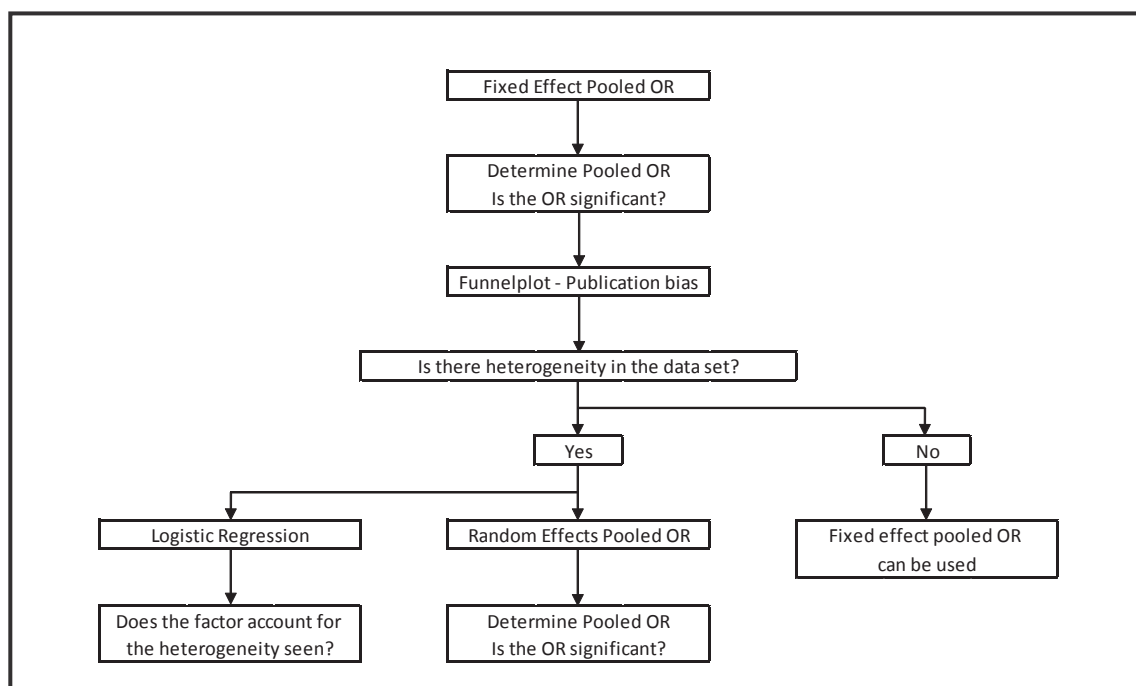 Fixed Effect Pooled OR
Determine Pooled OR
Is the OR significant?
Funnelplot - Publication bias
Is there heterogeneity in the data set?
Yes
No
Logistic Regression
Random Effects Pooled OR
Fixed effect pooled OR
can be used
Does the factor account for
the heterogeneity seen?
Determine Pooled OR
Is the OR significant?